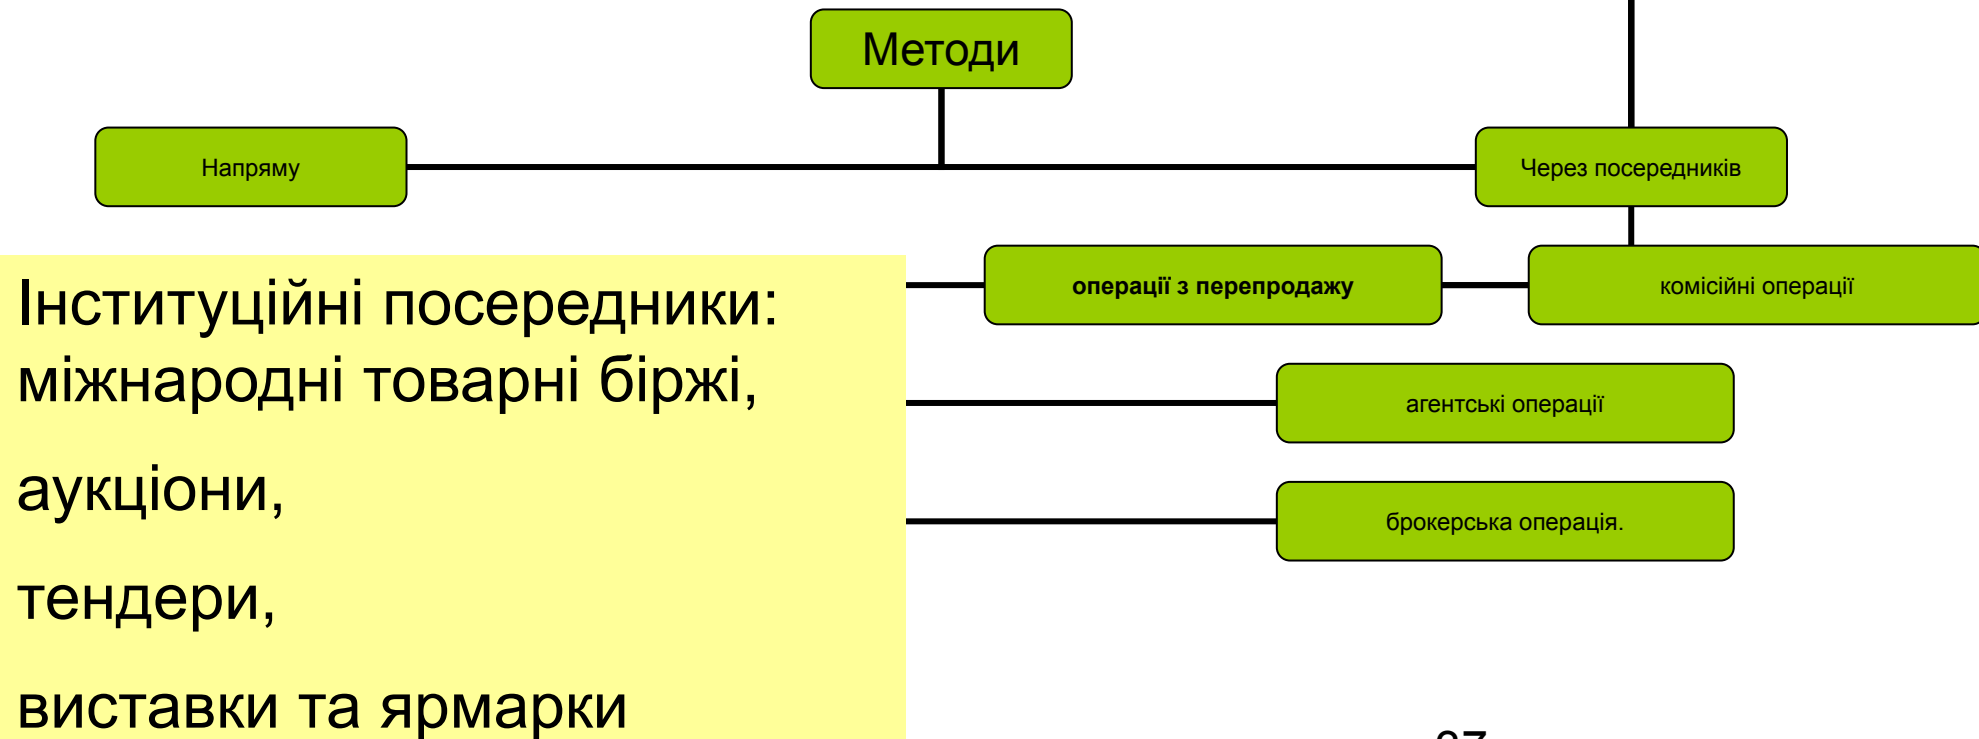 Методи
Напряму
Через посередників
операції з перепродажу
комісійні операції
Інституційні посередники:
міжнародні товарні біржі,
аукціони,
тендери,
виставки та ярмарки
агентські операції
брокерська операція.